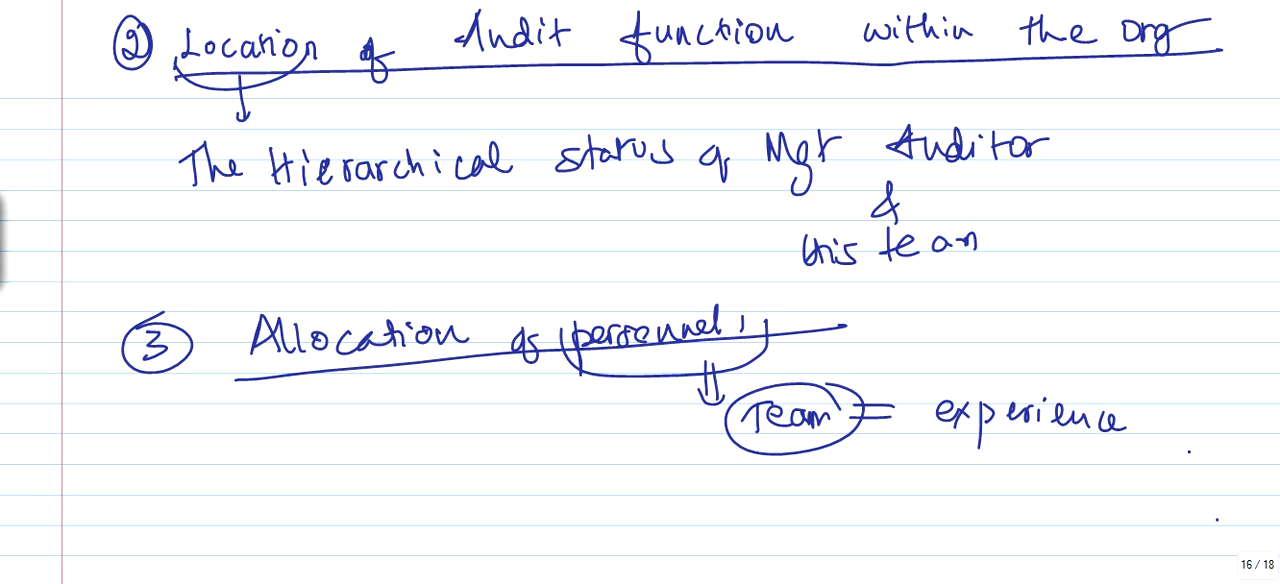 ② Location of Audit function within the org
The Hierarchical status of Mgt Auditor
&
his team
③ Allocation of personnel
Team = experience
16 / 18